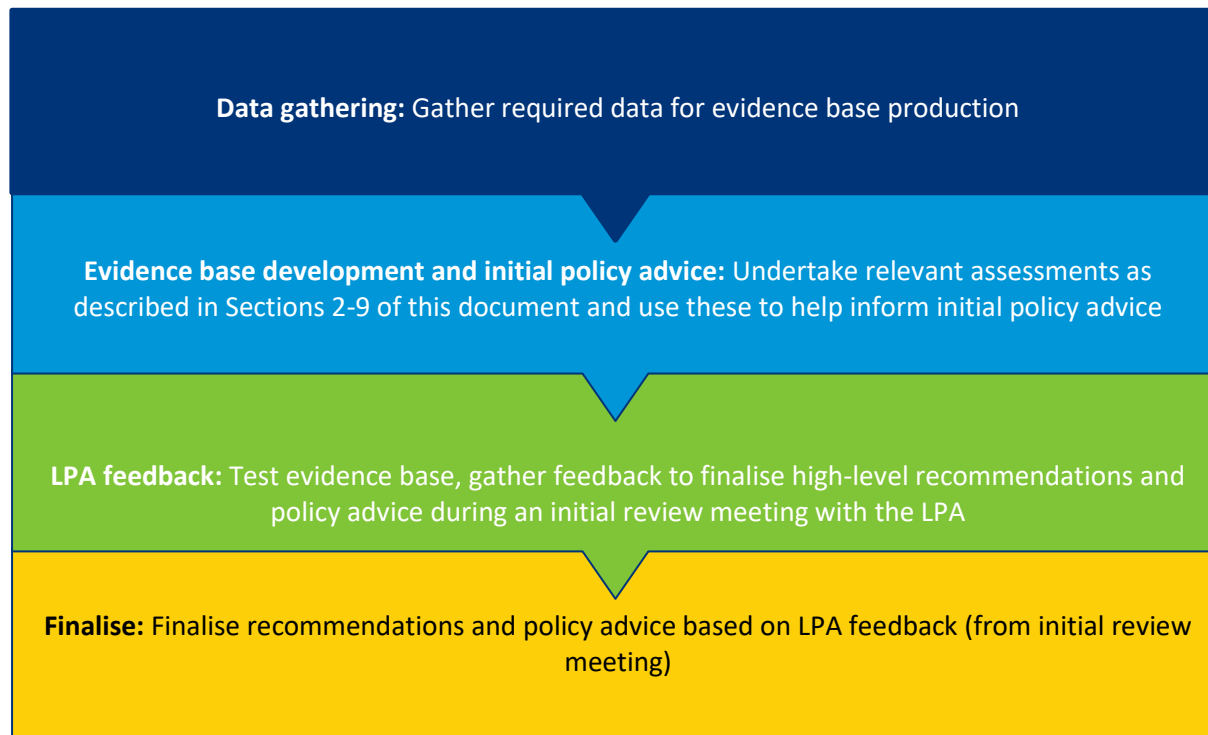 Data gathering: Gather required data for evidence base production
Evidence base development and initial policy advice: Undertake relevant assessments as
described in Sections 2-9 of this document and use these to help inform initial policy advice
LPA feedback: Test evidence base, gather feedback to finalise high-level recommendations and
policy advice during an initial review meeting with the LPA
Finalise: Finalise recommendations and policy advice based on LPA feedback (from initial review
meeting)